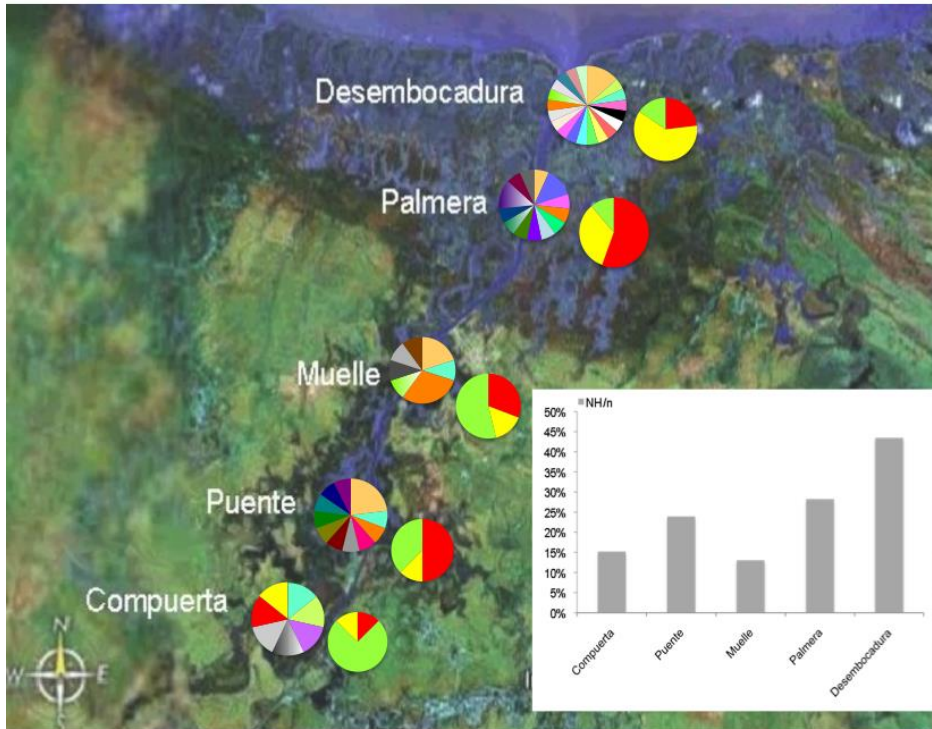 Desembocadura
Palmera
Muelle
Puente
Compuerta
N
W E
S
NH/n
50%
45%
40%
35%
30%
25%
20%
15%
10%
5%
0%
Compuerta
Puente
Muelle
Palmera
Desembocadura